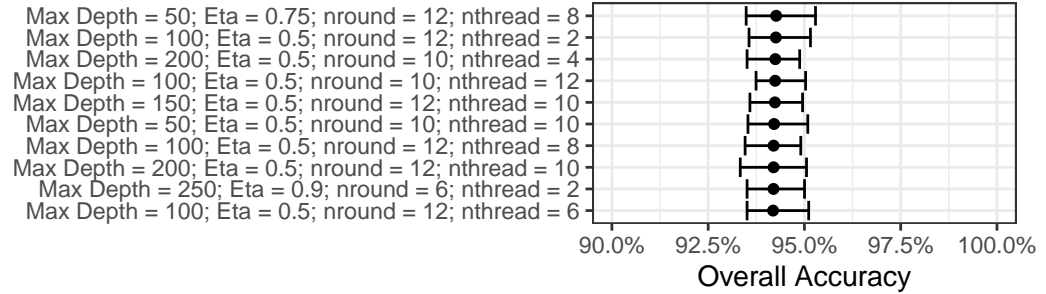 Max Depth = 50; Eta = 0.75; nround = 12; nthread = 8
Max Depth = 100; Eta = 0.5; nround = 12; nthread = 2
Max Depth = 200; Eta = 0.5; nround = 10; nthread = 4
Max Depth = 100; Eta = 0.5; nround = 10; nthread = 12
Max Depth = 150; Eta = 0.5; nround = 12; nthread = 10
Max Depth = 50; Eta = 0.5; nround = 10; nthread = 10
Max Depth = 100; Eta = 0.5; nround = 12; nthread = 8
Max Depth = 200; Eta = 0.5; nround = 12; nthread = 10
Max Depth = 250; Eta = 0.9; nround = 6; nthread = 2
Max Depth = 100; Eta = 0.5; nround = 12; nthread = 6
90.0% 92.5% 95.0% 97.5% 100.0%
Overall Accuracy